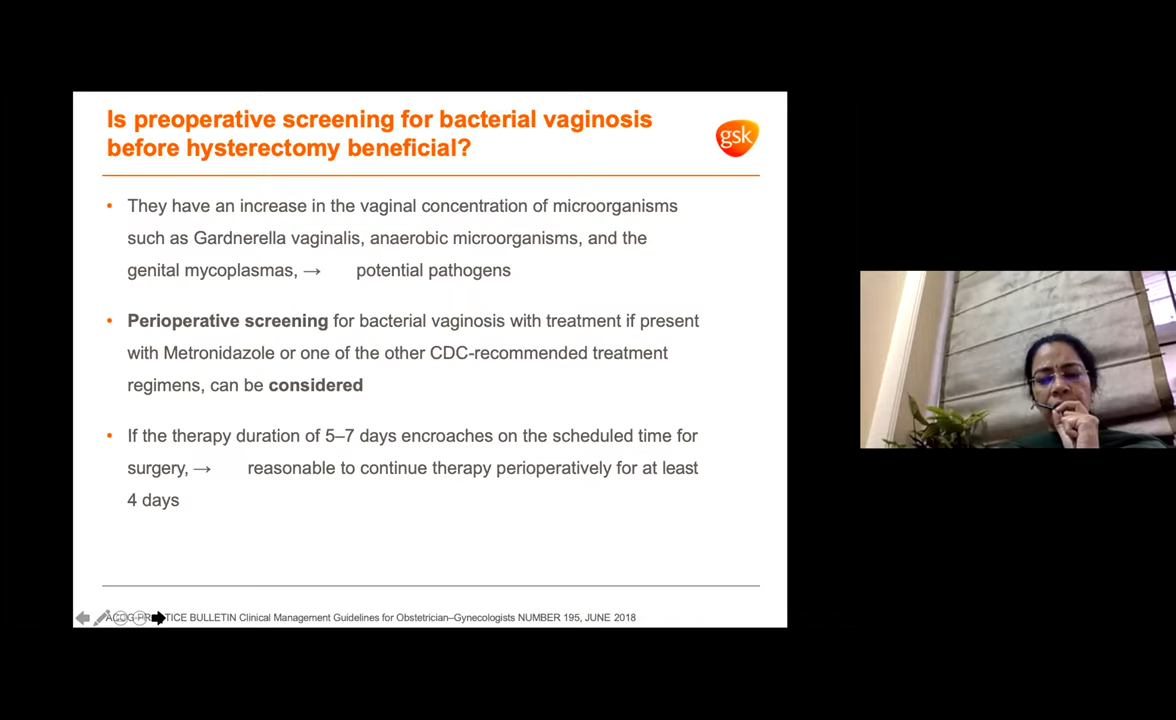 Is preoperative screening for bacterial vaginosis
before hysterectomy beneficial?
gsk
• They have an increase in the vaginal concentration of microorganisms
such as Gardnerella vaginalis, anaerobic microorganisms, and the
genital mycoplasmas, → potential pathogens
• Perioperative screening for bacterial vaginosis with treatment if present
with Metronidazole or one of the other CDC-recommended treatment
regimens, can be considered
• If the therapy duration of 5–7 days encroaches on the scheduled time for
surgery, → reasonable to continue therapy perioperatively for at least
4 days
ACOG PRACTICE BULLETIN Clinical Management Guidelines for Obstetrician–Gynecologists NUMBER 195, JUNE 2018